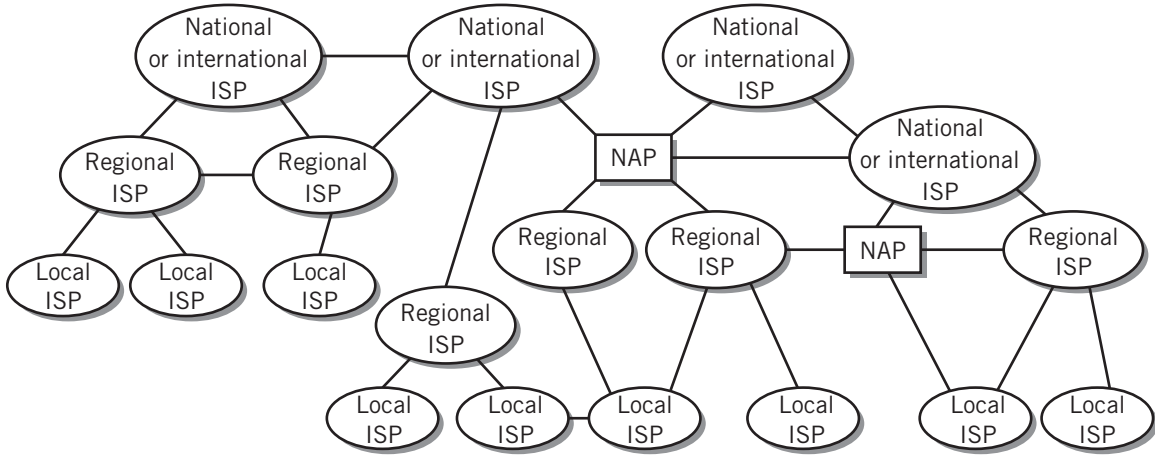 National
or international
ISP
National
or international
ISP
National
or international
ISP
National
or international
ISP
NAP
Regional
ISP
Regional
ISP
Regional
ISP
Regional
ISP
NAP
Regional
ISP
Local
ISP
Local
ISP
Local
ISP
Regional
ISP
Local
ISP
Local
ISP
Local
ISP
Local
ISP
Local
ISP
Local
ISP